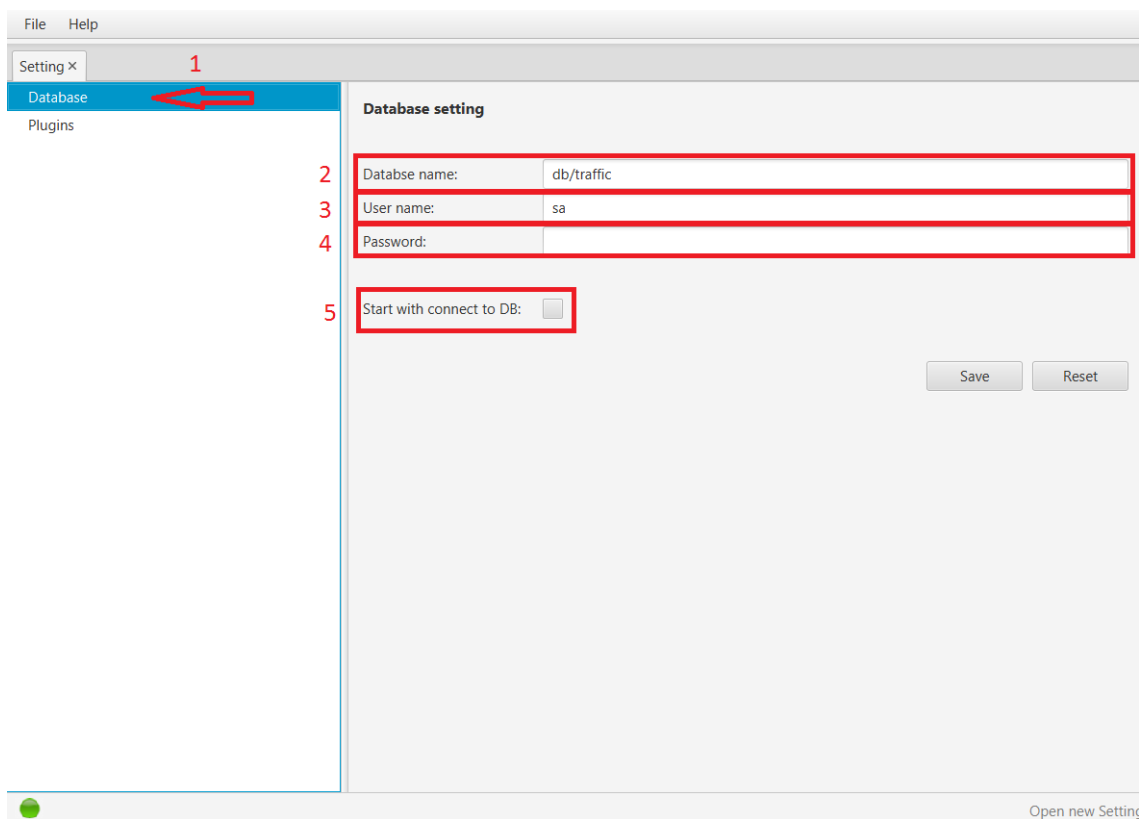 File Help
Setting × 1
Database
Plugins
Database setting
2 Databse name: db/traffic
3 User name: sa
4 Password:
5 Start with connect to DB:
Save Reset
Open new Setting